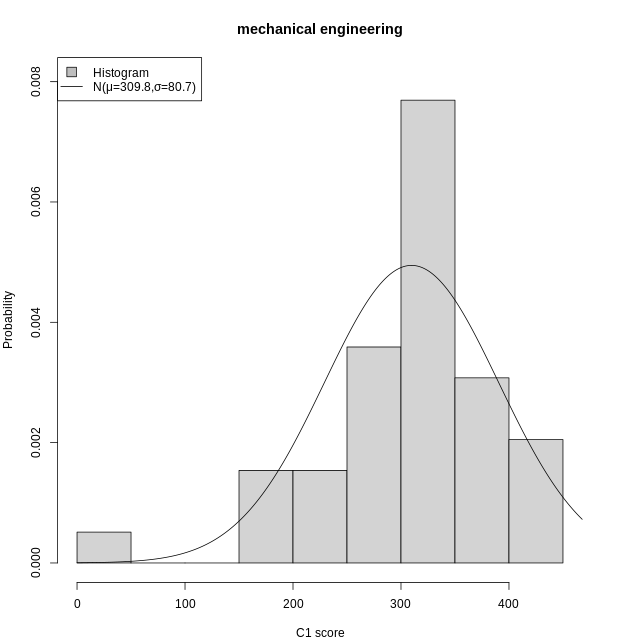 mechanical engineering
Histogram
N(μ=309.8,σ=80.7)
0.008
0.006
0.004
0.002
0.000
Probability
0 100 200 300 400
C1 score